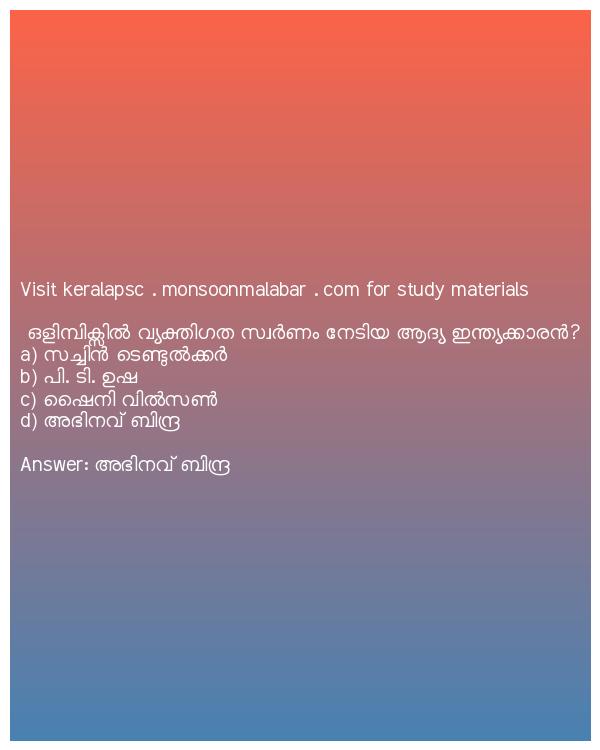 Visit keralapsc . monsoonmalabar . com for study materials
ഒളിമ്പിക്സിൽ വ്യക്തിഗത സ്വർണം നേടിയ ആദ്യ ഇന്ത്യക്കാരൻ?
a) സച്ചിൻ ടെണ്ടുൽക്കർ
b) പി. ടി. ഉഷ
c) ഷൈനി വിൽസൺ
d) അഭിനവ് ബിന്ദ്ര
Answer: അഭിനവ് ബിന്ദ്ര